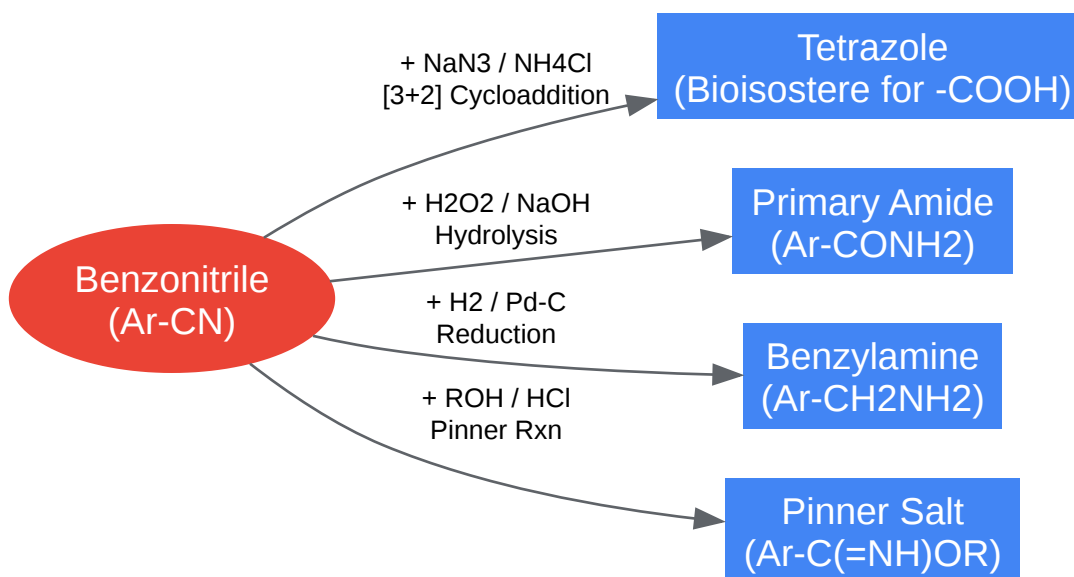 Benzonitrile
(Ar-CN)
+ NaN3 / NH4Cl
[3+2] Cycloaddition
Tetrazole
(Bioisostere for -COOH)
+ H2O2 / NaOH
Hydrolysis
Primary Amide
(Ar-CONH2)
+ H2 / Pd-C
Reduction
Benzylamine
(Ar-CH2NH2)
+ ROH / HCl
Pinner Rxn
Pinner Salt
(Ar-C(=NH)OR)